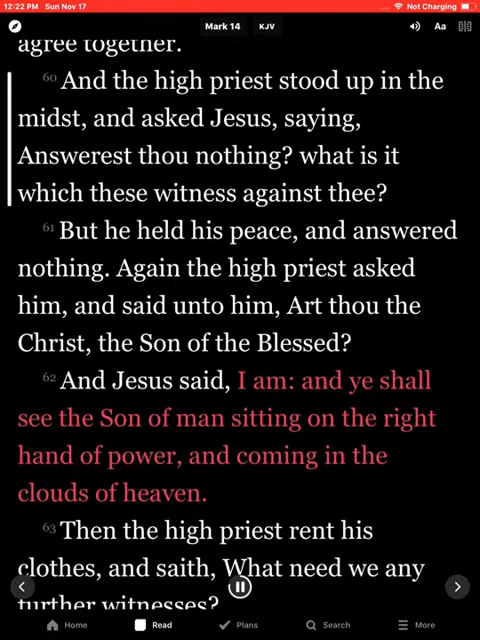 12:22 PM Sun Nov 17
Not Charging
Mark 14 KJV
Aa
agree together.
60 And the high priest stood up in the
midst, and asked Jesus, saying,
Answerest thou nothing? what is it
which these witness against thee?
61 But he held his peace, and answered
nothing. Again the high priest asked
him, and said unto him, Art thou the
Christ, the Son of the Blessed?
62 And Jesus said, I am: and ye shall
see the Son of man sitting on the right
hand of power, and coming in the
clouds of heaven.
63 Then the high priest rent his
clothes, and saith, What need we any
further witnesses?
Home Read Plans Search More